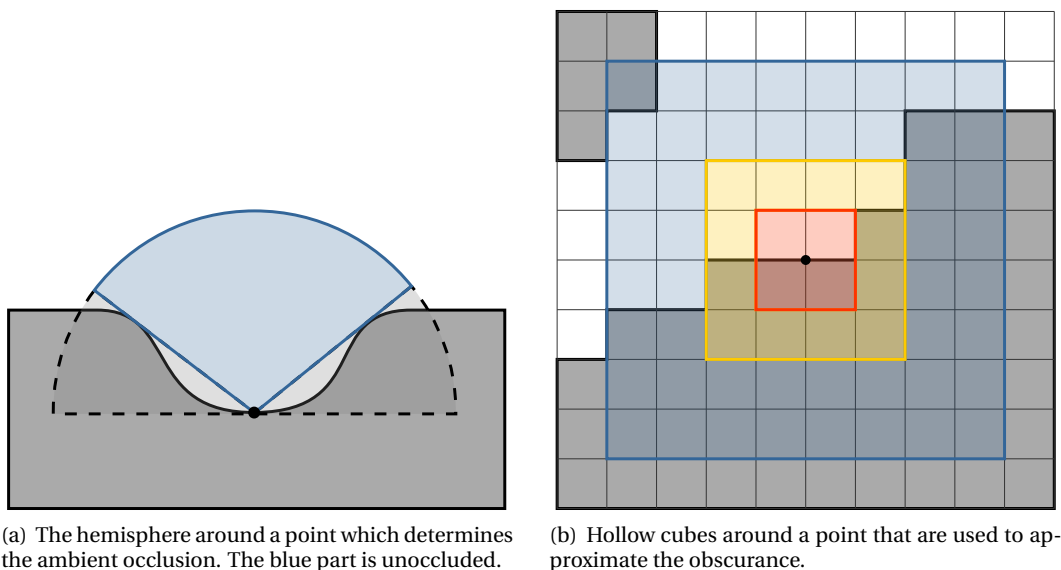 (a) The hemisphere around a point which determines
the ambient occlusion. The blue part is unoccluded.
(b) Hollow cubes around a point that are used to ap-
proximate the obscurance.